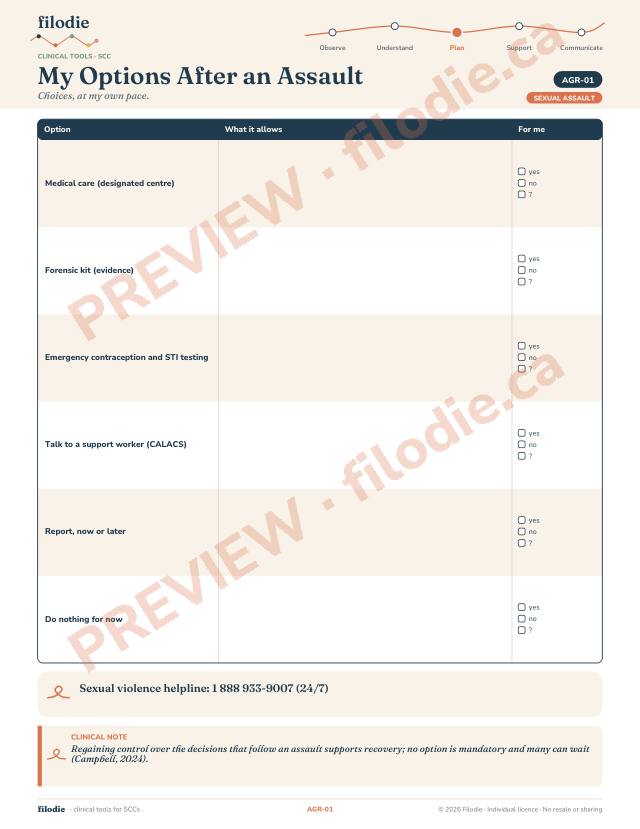 filodie
CLINICAL TOOLS · SCC
Observe Understand Plan Support Communicate
My Options After an Assault
Choices, at my own pace.
AGR-01
SEXUAL ASSAULT
Option What it allows For me
Medical care (designated centre)
yes
no
?
Forensic kit (evidence)
yes
no
?
Emergency contraception and STI testing
yes
no
?
Talk to a support worker (CALACS)
yes
no
?
Report, now or later
yes
no
?
Do nothing for now
yes
no
?
PREVIEW · filodie.ca
PREVIEW · filodie.ca
Sexual violence helpline: 1 888 933-9007 (24/7)
CLINICAL NOTE
Regaining control over the decisions that follow an assault supports recovery; no option is mandatory and many can wait
(Campbell, 2024).
filodie · clinical tools for SCCs AGR-01 © 2026 Filodie · Individual licence · No resale or sharing